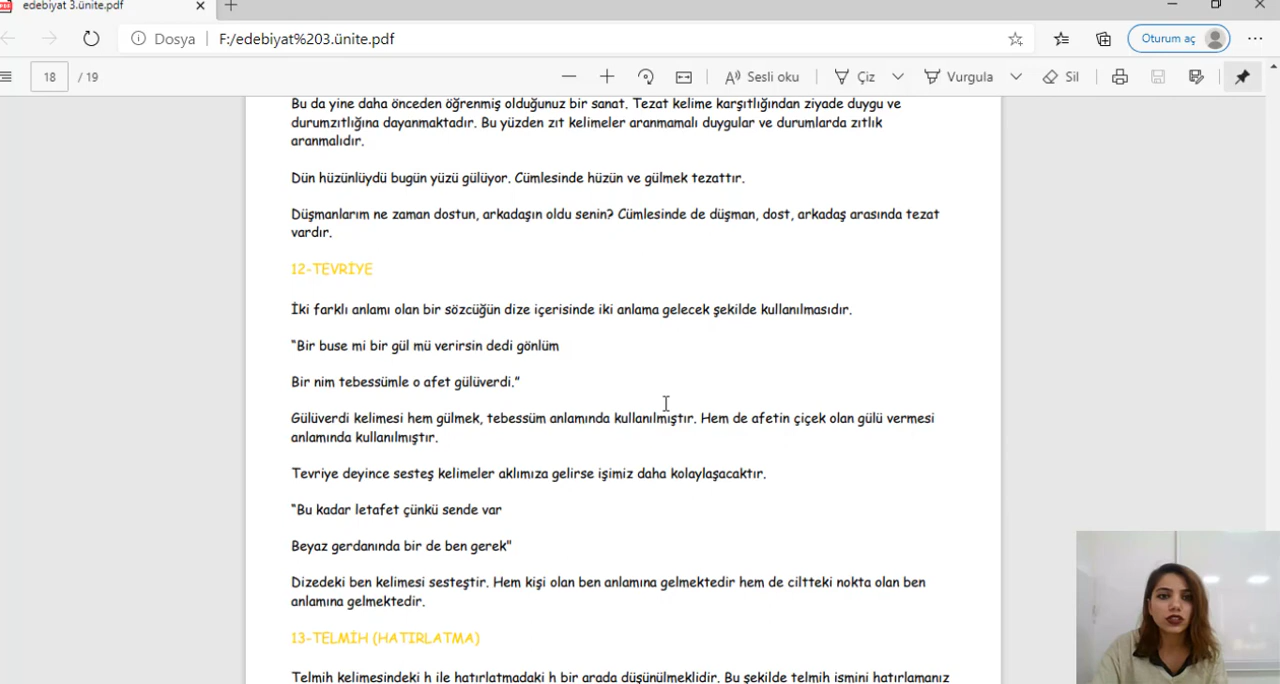 edebiyat 3.ünite.pdf
Dosya
F:/edebiyat%203.ünite.pdf
Oturum aç
18 / 19
Sesli oku
Çiz
Vurgula
Sil
Bu da yine daha önceden öğrenmiş olduğunuz bir sanat. Tezat kelime karşıtlığından ziyade duygu ve
durumzıtlığına dayanmaktadır. Bu yüzden zıt kelimeler aranmamalı duygular ve durumlarda zıtlık
aranmalıdır.
Dün hüzünlüydü bugün yüzü gülüyor. Cümlesinde hüzün ve gülmek tezattır.
Düşmanlarım ne zaman dostun, arkadaşın oldu senin? Cümlesinde de düşman, dost, arkadaş arasında tezat
vardır.
12-TEVRİYE
İki farklı anlamı olan bir sözcüğün dize içerisinde iki anlama gelecek şekilde kullanılmasıdır.
"Bir buse mi bir gül mü verirsin dedi gönlüm
Bir nim tebessümle o afet gülüverdi."
Gülüverdi kelimesi hem gülmek, tebessüm anlamında kullanılmıştır. Hem de afetin çiçek olan gülü vermesi
anlamında kullanılmıştır.
Tevriye deyince sesteş kelimeler aklımıza gelirse işimiz daha kolaylaşacaktır.
"Bu kadar letafet çünkü sende var
Beyaz gerdanında bir de ben gerek"
Dizedeki ben kelimesi sesteştir. Hem kişi olan ben anlamına gelmektedir hem de ciltteki nokta olan ben
anlamına gelmektedir.
13-TELMİH (HATIRLATMA)
Telmih kelimesindeki h ile hatırlatmadaki h bir arada düşünülmeklidir. Bu şekilde telmih ismini hatırlamanız